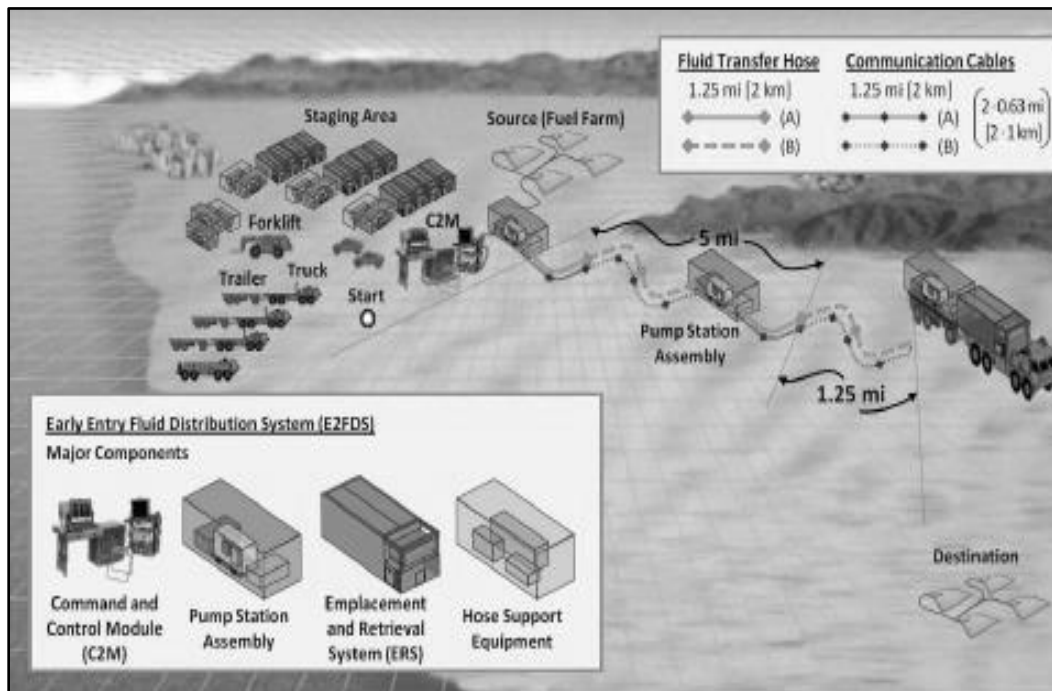 Fluid Transfer Hose
Communication Cables
1.25 mi [2 km]
1.25 mi [2 km]
(A)
(A)
(B)
(B)
(2 · 0.63 mi
[2 · 1 km])
Staging Area
Source (Fuel Farm)
Forklift
C2M
5 mi
Trailer
Truck
Start
Pump Station
Assembly
1.25 mi
Early Entry Fluid Distribution System (E2FDS)
Major Components
Command and
Control Module
(C2M)
Pump Station
Assembly
Emplacement
and Retrieval
System (ERS)
Hose Support
Equipment
Destination